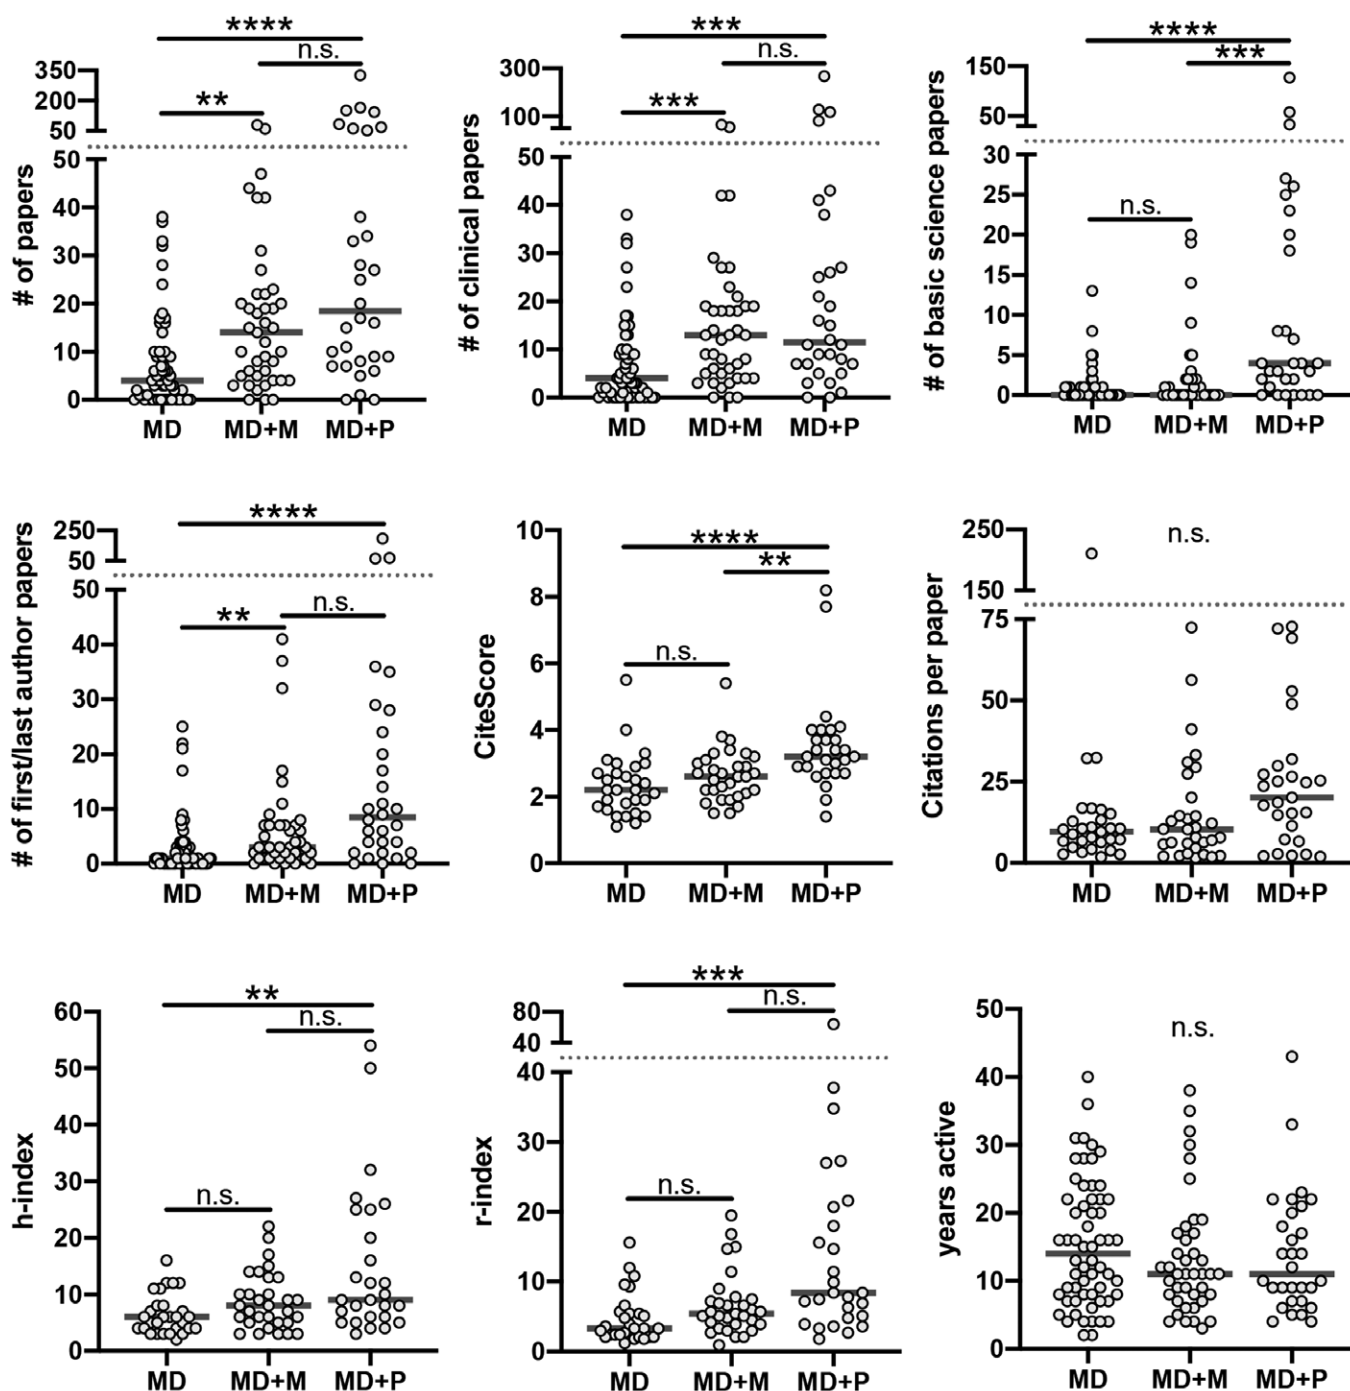 ****
n.s.
**
350
200
50
50
40
30
20
10
0
# of papers
MD MD+M MD+P
***
n.s.
***
300
100
50
40
30
20
10
0
# of clinical papers
MD MD+M MD+P
****
***
n.s.
150
50
30
25
20
15
10
5
0
# of basic science papers
MD MD+M MD+P
****
**
n.s.
250
50
50
40
30
20
10
0
# of first/last author papers
MD MD+M MD+P
****
**
n.s.
10
8
6
4
2
0
CiteScore
MD MD+M MD+P
n.s.
250
150
75
50
25
0
Citations per paper
MD MD+M MD+P
**
n.s.
n.s.
60
50
40
30
20
10
0
h-index
MD MD+M MD+P
***
n.s.
n.s.
80
40
40
30
20
10
0
r-index
MD MD+M MD+P
n.s.
50
40
30
20
10
0
years active
MD MD+M MD+P